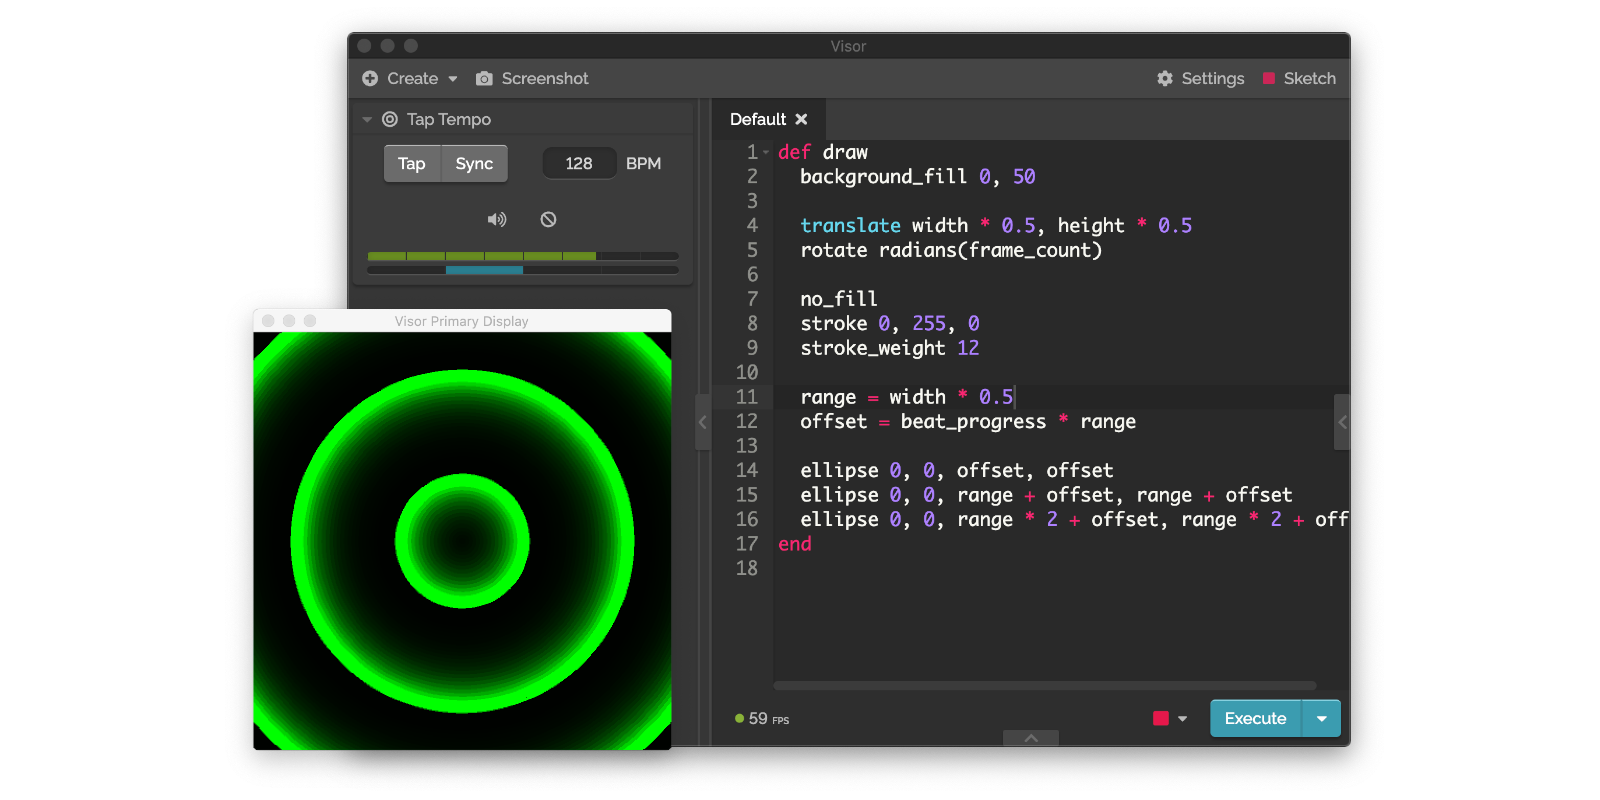 Visor
Create
Screenshot
Settings
Sketch
Tap Tempo
Tap
Sync
128
BPM
Visor Primary Display
Default
1 def draw
2   background_fill 0, 50
3
4   translate width * 0.5, height * 0.5
5   rotate radians(frame_count)
6
7   no_fill
8   stroke 0, 255, 0
9   stroke_weight 12
10
11   range = width * 0.5
12   offset = beat_progress * range
13
14   ellipse 0, 0, offset, offset
15   ellipse 0, 0, range + offset, range + offset
16   ellipse 0, 0, range * 2 + offset, range * 2 + off
17 end
18
59 FPS
Execute